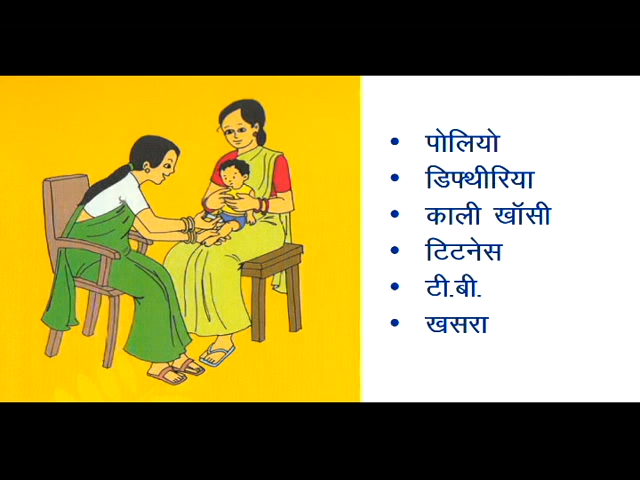 • पोलियो
• डिफ्थीरिया
• काली खॉसी
• टिटनेस
• टी.बी.
• खसरा